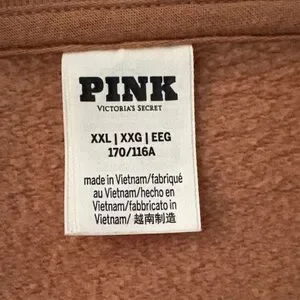 PINK
VICTORIA'S SECRET
XXL | XXG | EEG
170/116A
made in Vietnam/fabriqué
au Vietnam/hecho en
Vietnam/fabbricato in
Vietnam/ 越南制造